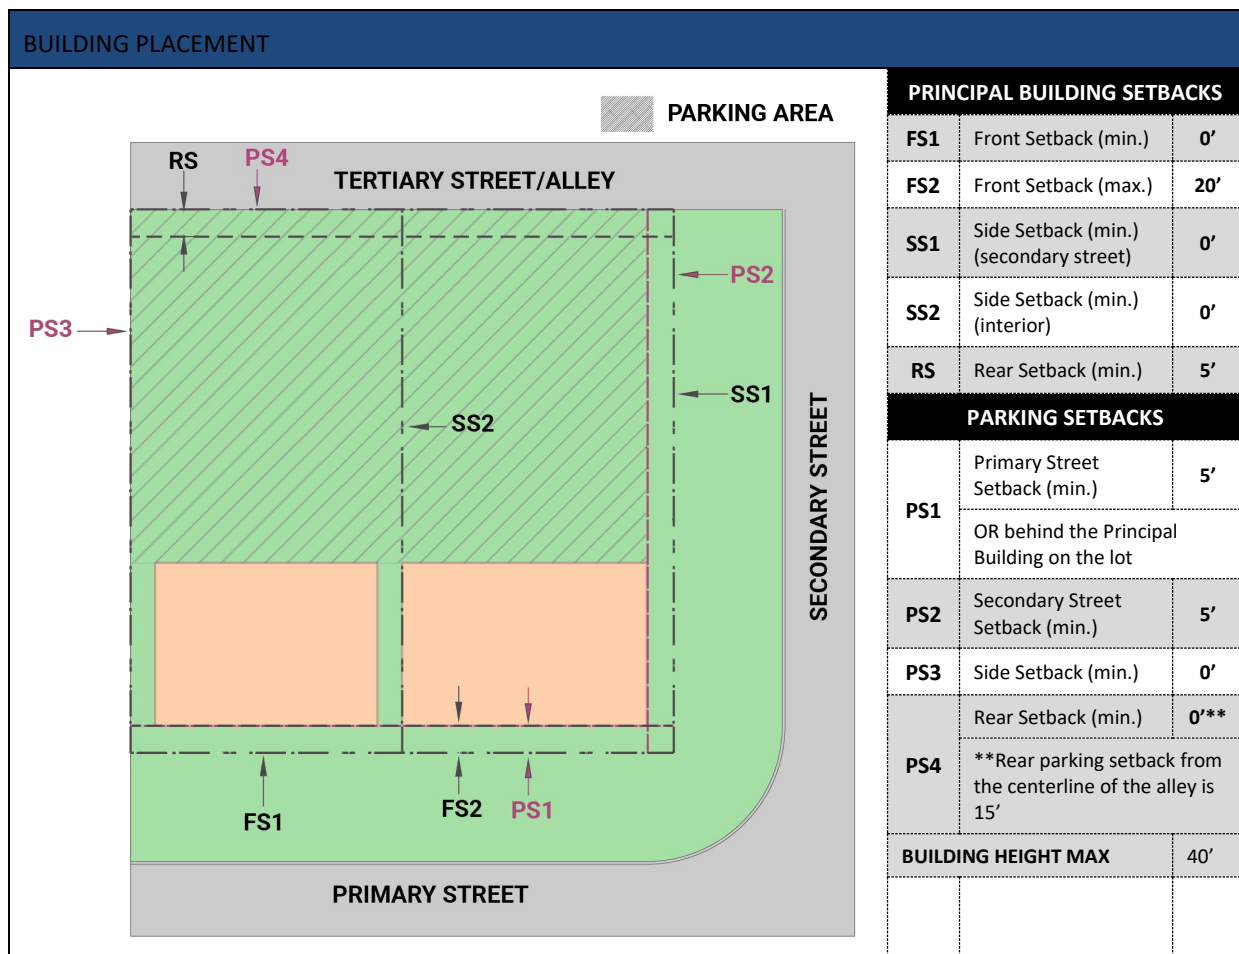 BUILDING PLACEMENT
PARKING AREA
RS
PS4
TERTIARY STREET/ALLEY
PS2
PS3
SS1
SS2
SECONDARY STREET
FS1
FS2
PS1
PRIMARY STREET
PRINCIPAL BUILDING SETBACKS
FS1 Front Setback (min.) 0’
FS2 Front Setback (max.) 20’
SS1 Side Setback (min.) 0’
(secondary street)
SS2 Side Setback (min.) 0’
(interior)
RS Rear Setback (min.) 5’
PARKING SETBACKS
PS1 Primary Street
Setback (min.) 5’
OR behind the Principal
Building on the lot
PS2 Secondary Street
Setback (min.) 5’
PS3 Side Setback (min.) 0’
PS4 Rear Setback (min.) 0’**
**Rear parking setback from
the centerline of the alley is
15’
BUILDING HEIGHT MAX 40’